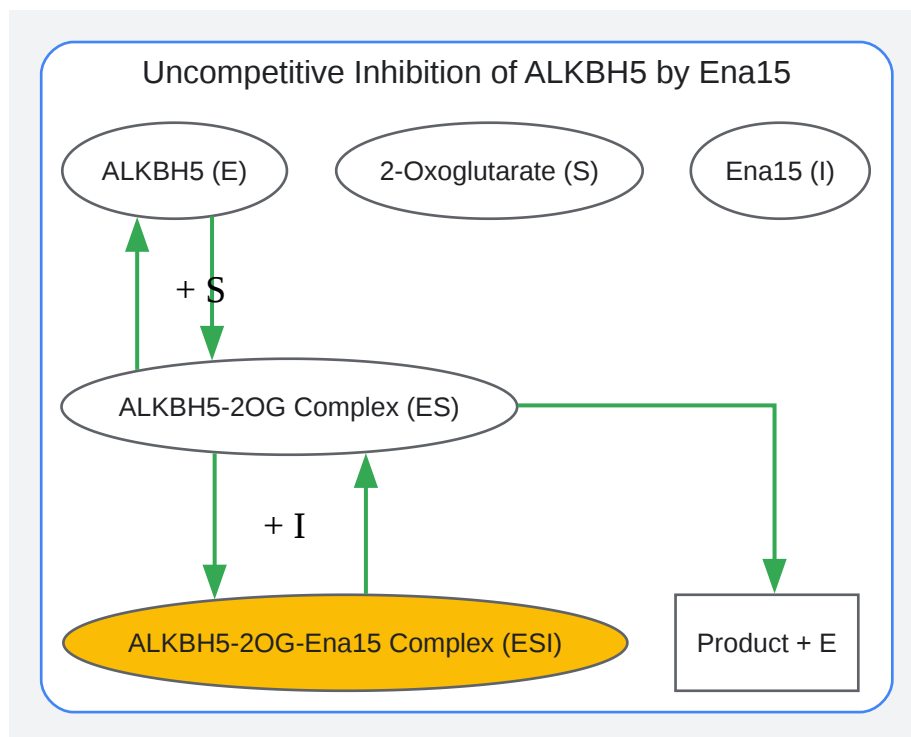 Uncompetitive Inhibition of ALKBH5 by Ena15
ALKBH5 (E)
2-Oxoglutarate (S)
Ena15 (I)
+ S
ALKBH5-2OG Complex (ES)
+ I
ALKBH5-2OG-Ena15 Complex (ESI)
Product + E